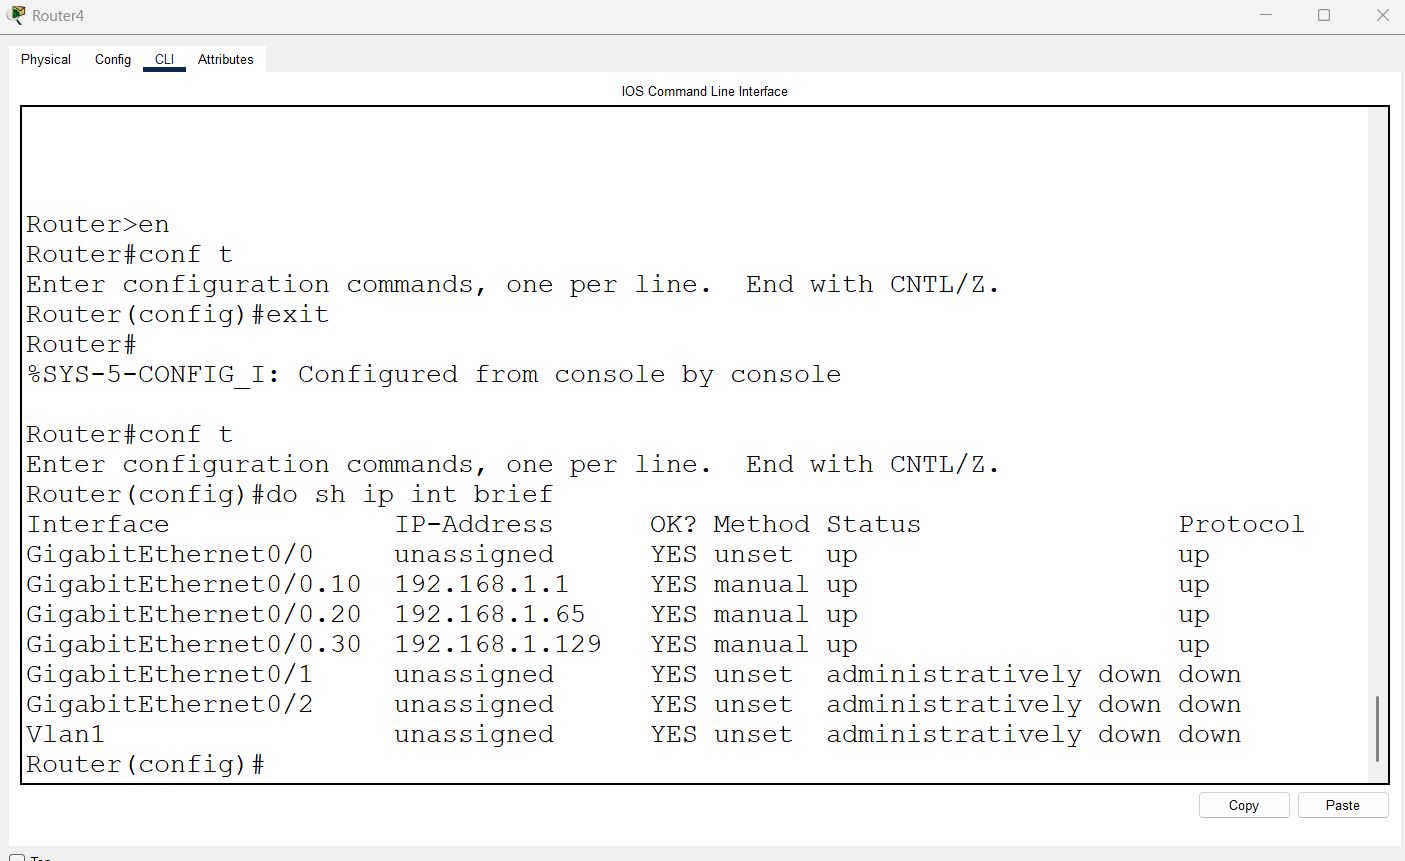 Router4
Physical Config CLI Attributes
IOS Command Line Interface
Router>en
Router#conf t
Enter configuration commands, one per line.  End with CNTL/Z.
Router(config)#exit
Router#
%SYS-5-CONFIG_I: Configured from console by console
Router#conf t
Enter configuration commands, one per line.  End with CNTL/Z.
Router(config)#do sh ip int brief
Interface              IP-Address      OK? Method Status                Protocol
GigabitEthernet0/0     unassigned      YES unset  up                    up
GigabitEthernet0/0.10  192.168.1.1     YES manual up                    up
GigabitEthernet0/0.20  192.168.1.65    YES manual up                    up
GigabitEthernet0/0.30  192.168.1.129   YES manual up                    up
GigabitEthernet0/1     unassigned      YES unset  administratively down down
GigabitEthernet0/2     unassigned      YES unset  administratively down down
Vlan1                  unassigned      YES unset  administratively down down
Router(config)#
Copy Paste